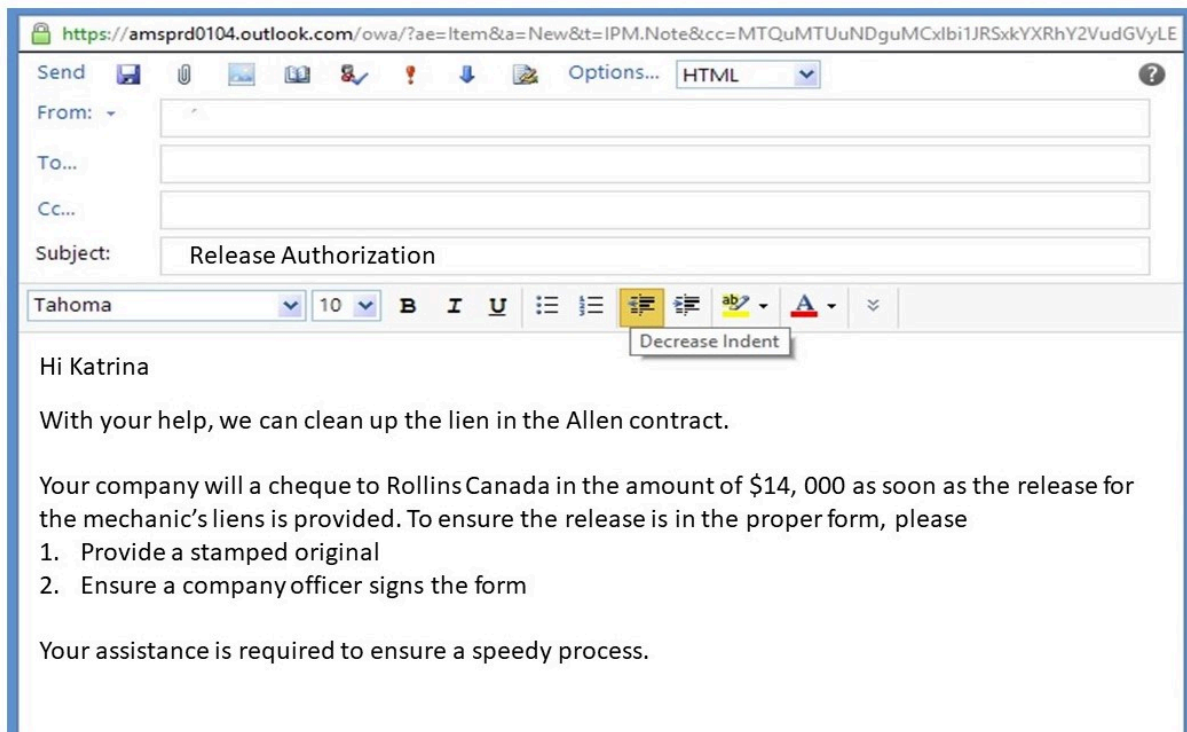 https://amsprd0104.outlook.com/owa/?ae=Item&a=New&t=IPM.Note&cc=MTQuMTUuNDguMCxlbi1JRSxkYXRhY2VudGVyLE
Send Options... HTML
From:
To...
Cc...
Subject: Release Authorization
Tahoma 10 B I U ab A
Decrease Indent
Hi Katrina
With your help, we can clean up the lien in the Allen contract.
Your company will a cheque to Rollins Canada in the amount of $14, 000 as soon as the release for
the mechanic’s liens is provided. To ensure the release is in the proper form, please
1. Provide a stamped original
2. Ensure a company officer signs the form
Your assistance is required to ensure a speedy process.